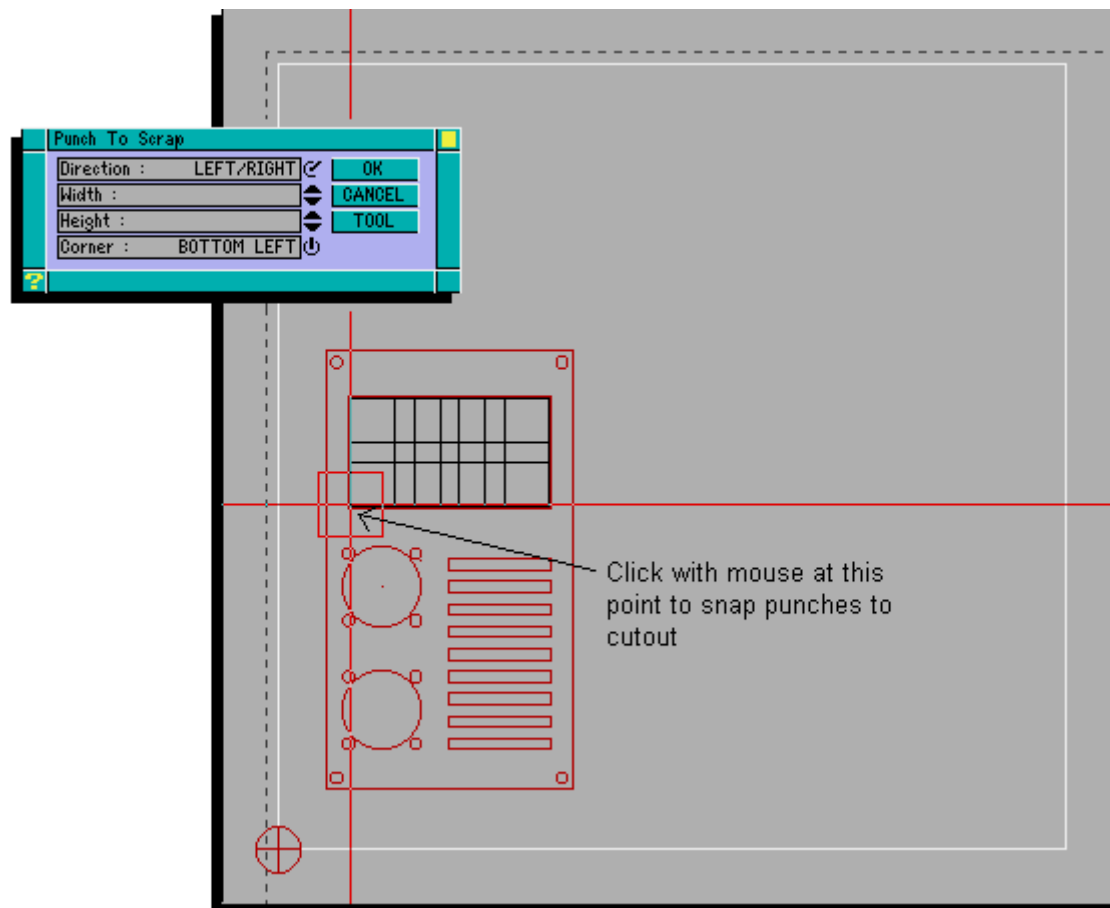 Punch To Scrap
Direction : LEFT/RIGHT OK
Width : CANCEL
Height : TOOL
Corner : BOTTOM LEFT
?
Click with mouse at this
point to snap punches to
cutout